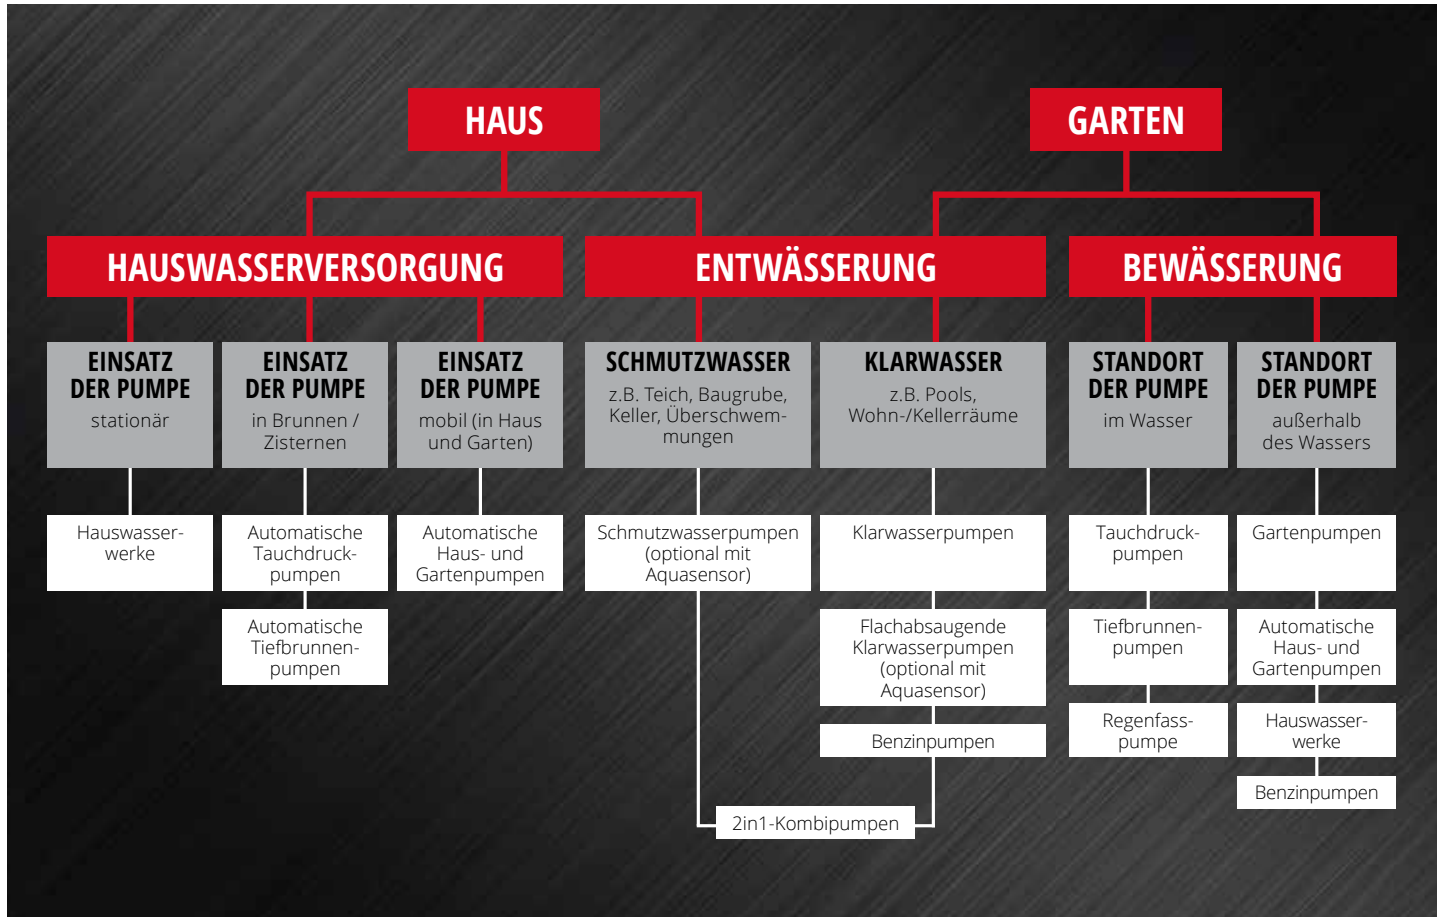 HAUS
GARTEN
HAUSWASSERVERSORGUNG
ENTWÄSSERUNG
BEWÄSSERUNG
EINSATZ
DER PUMPE
stationär
EINSATZ
DER PUMPE
in Brunnen /
Zisternen
EINSATZ
DER PUMPE
mobil (in Haus
und Garten)
SCHMUTZWASSER
z.B. Teich, Baugrube,
Keller, Überschwem-
mungen
KLARWASSER
z.B. Pools,
Wohn-/Kellerräume
STANDORT
DER PUMPE
im Wasser
STANDORT
DER PUMPE
außerhalb
des Wassers
Hauswasser-
werke
Automatische
Tauchdruck-
pumpen
Automatische
Tiefbrunnen-
pumpen
Automatische
Haus- und
Gartenpumpen
Schmutzwasserpumpen
(optional mit
Aquasensor)
Klarwasserpumpen
Flachabsaugende
Klarwasserpumpen
(optional mit
Aquasensor)
Benzinpumpen
2in1-Kombipumpen
Tauchdruck-
pumpen
Tiefbrunnen-
pumpen
Regenfass-
pumpe
Gartenpumpen
Automatische
Haus- und
Gartenpumpen
Hauswasser-
werke
Benzinpumpen